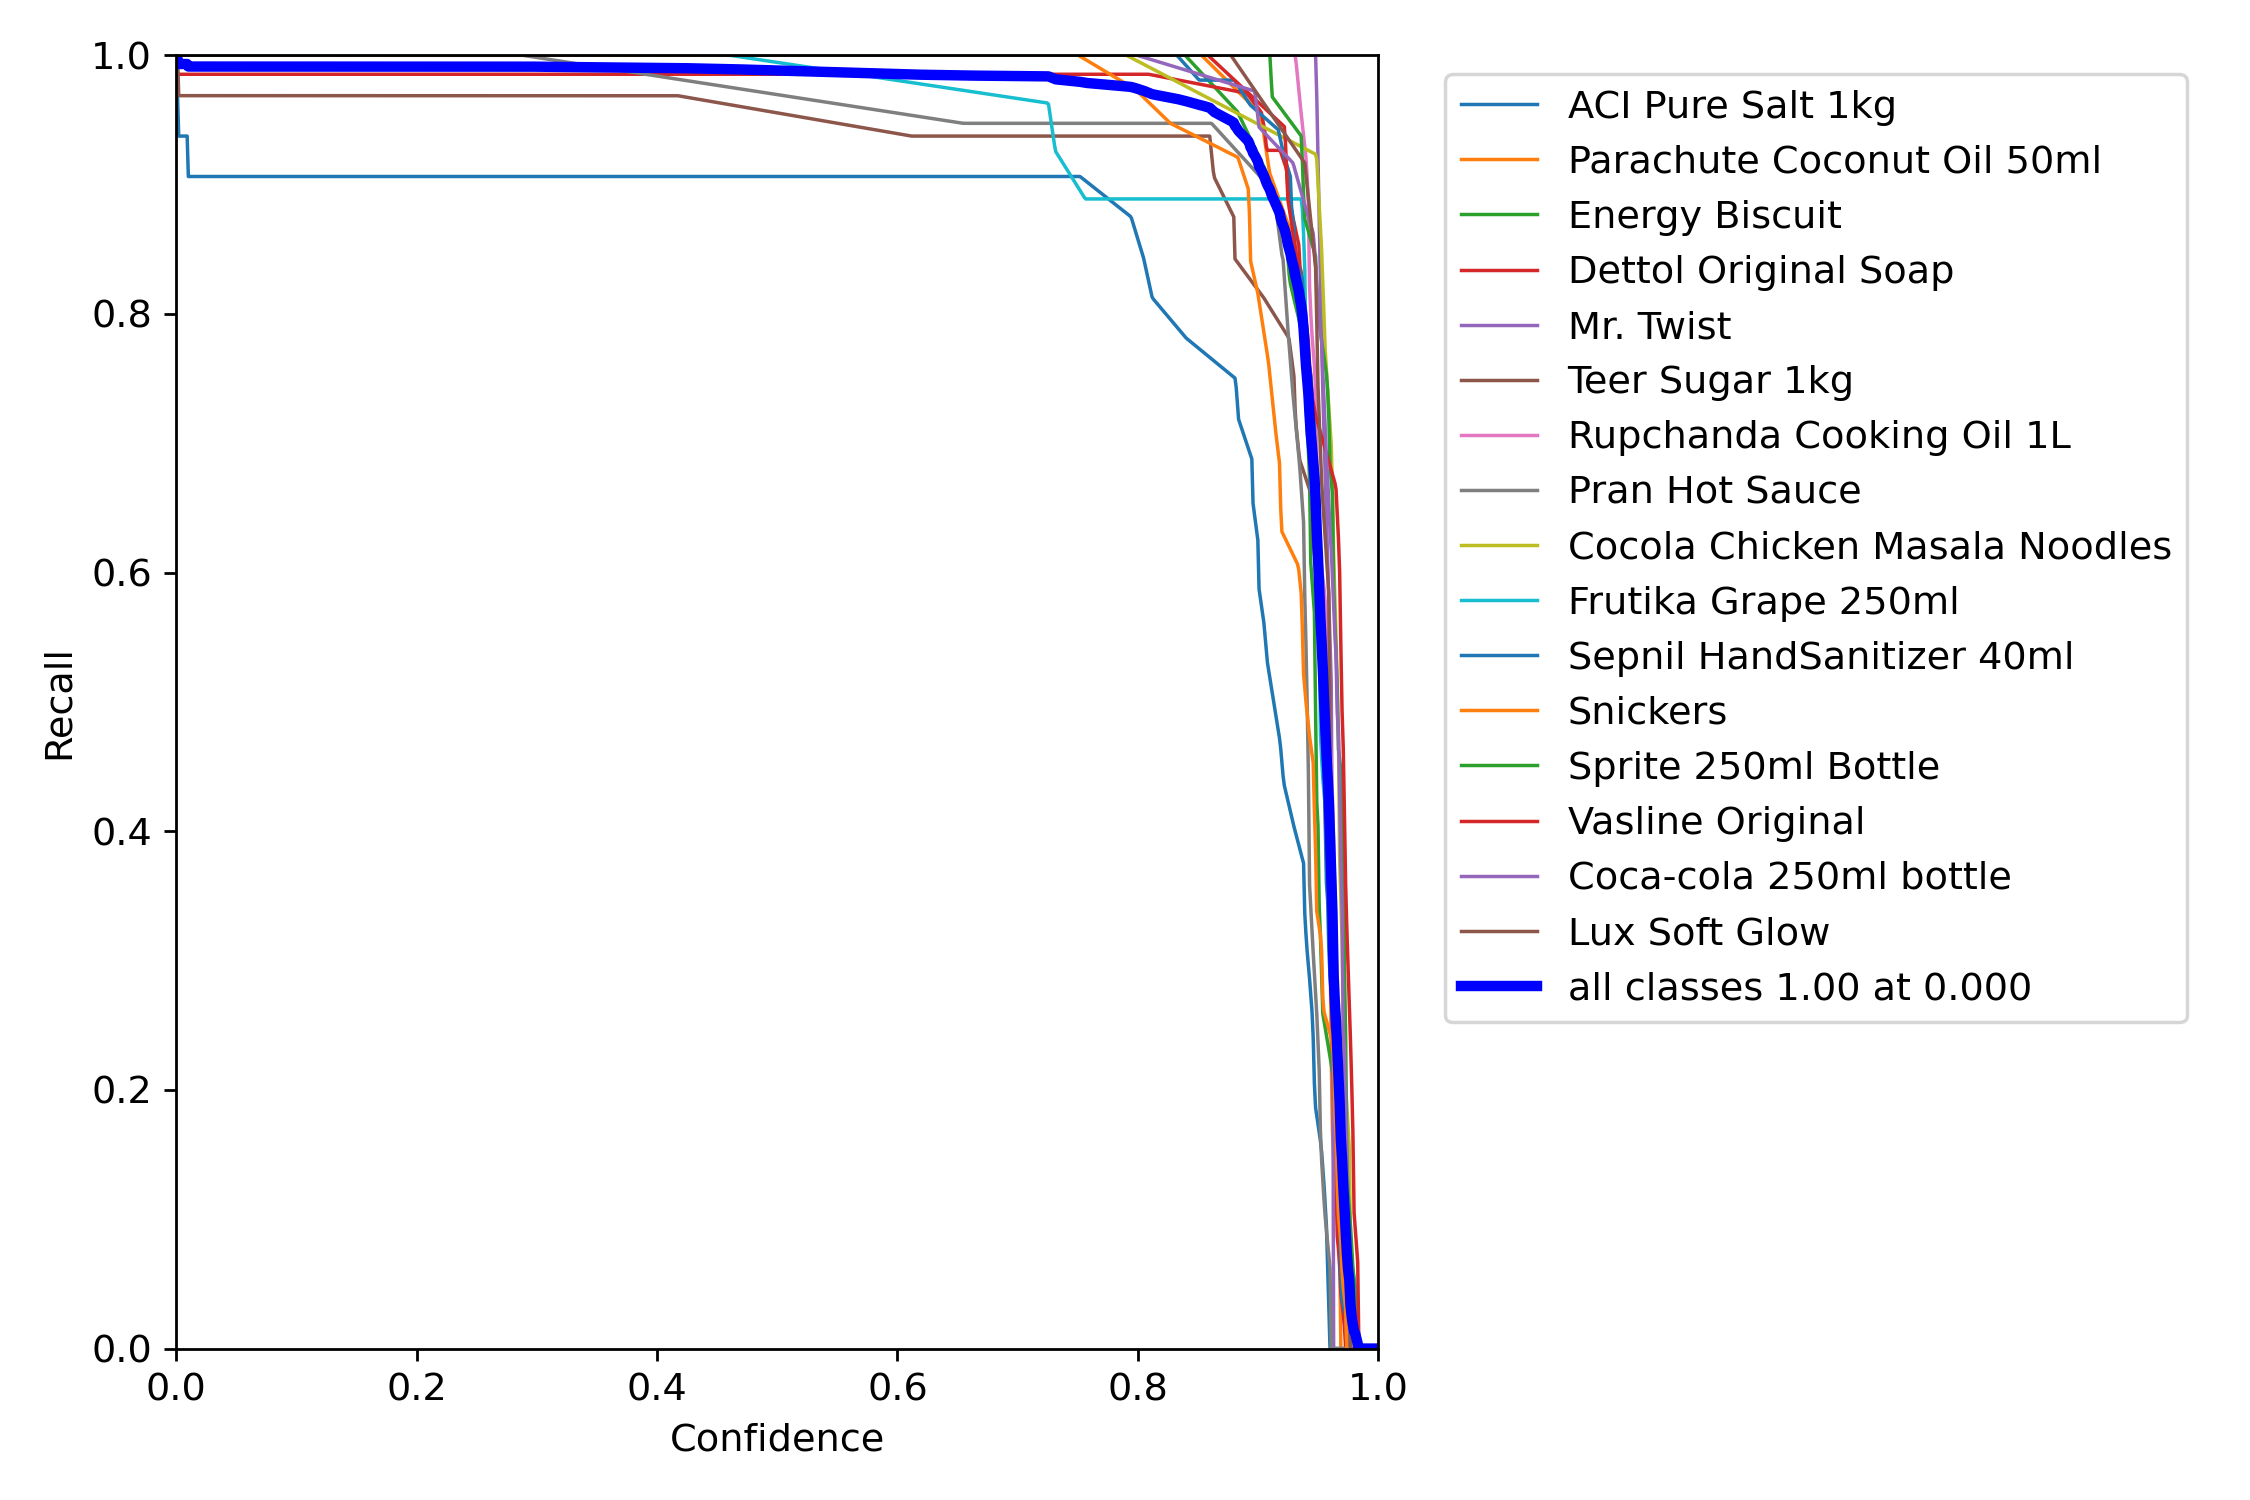 1.0
0.8
0.6
0.4
0.2
0.0
Recall
0.0 0.2 0.4 0.6 0.8 1.0
Confidence
ACI Pure Salt 1kg
Parachute Coconut Oil 50ml
Energy Biscuit
Dettol Original Soap
Mr. Twist
Teer Sugar 1kg
Rupchanda Cooking Oil 1L
Pran Hot Sauce
Cocola Chicken Masala Noodles
Frutika Grape 250ml
Sepnil HandSanitizer 40ml
Snickers
Sprite 250ml Bottle
Vasline Original
Coca-cola 250ml bottle
Lux Soft Glow
all classes 1.00 at 0.000